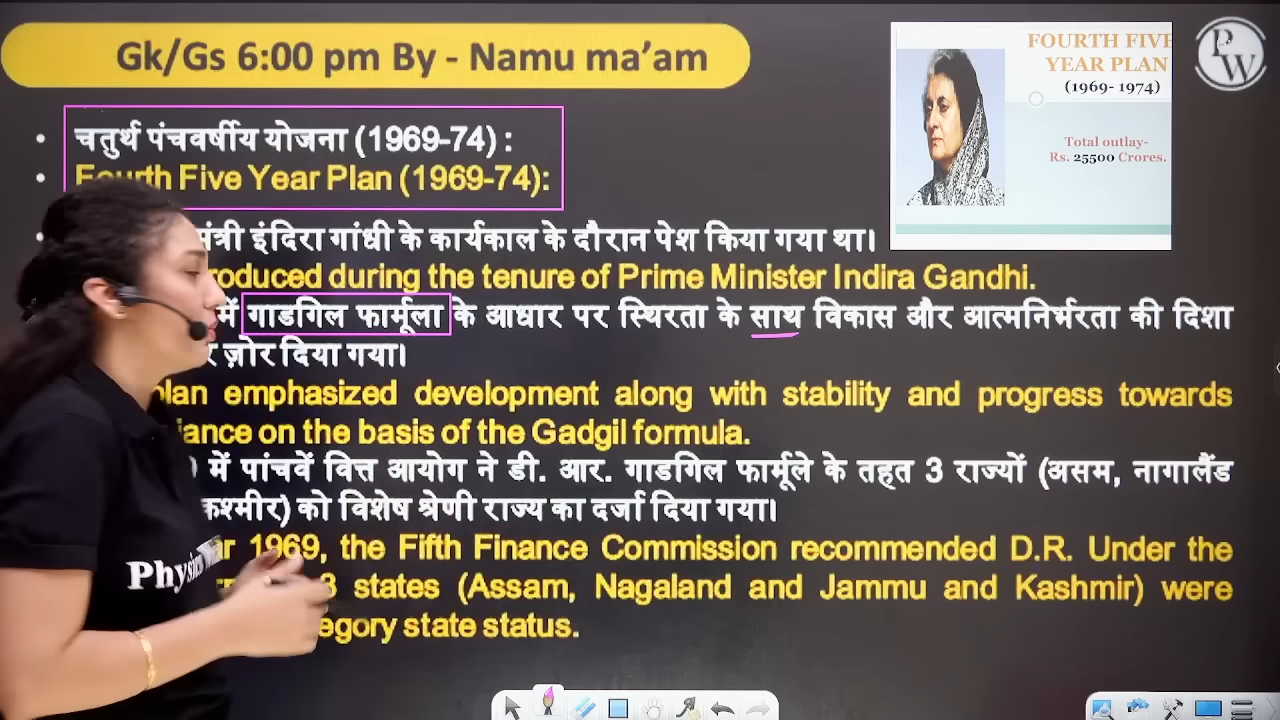 Gk/Gs 6:00 pm By - Namu ma’am
FOURTH FIVE
YEAR PLAN
(1969- 1974)
Total outlay-
Rs. 25500 Crores.
PW
• चतुर्थ पंचवर्षीय योजना (1969-74) :
• Fourth Five Year Plan (1969-74):
इंदिरा गांधी के कार्यकाल के दौरान पेश किया गया था।
during the tenure of Prime Minister Indira Gandhi.
में गाडगिल फार्मूला के आधार पर स्थिरता के साथ विकास और आत्मनिर्भरता की दिशा
ज़ोर दिया गया।
plan emphasized development along with stability and progress towards
on the basis of the Gadgil formula.
में पांचवें वित्त आयोग ने डी. आर. गाडगिल फार्मूले के तहत 3 राज्यों (असम, नागालैंड
कश्मीर) को विशेष श्रेणी राज्य का दर्जा दिया गया।
1969, the Fifth Finance Commission recommended D.R. Under the
3 states (Assam, Nagaland and Jammu and Kashmir) were
state status.